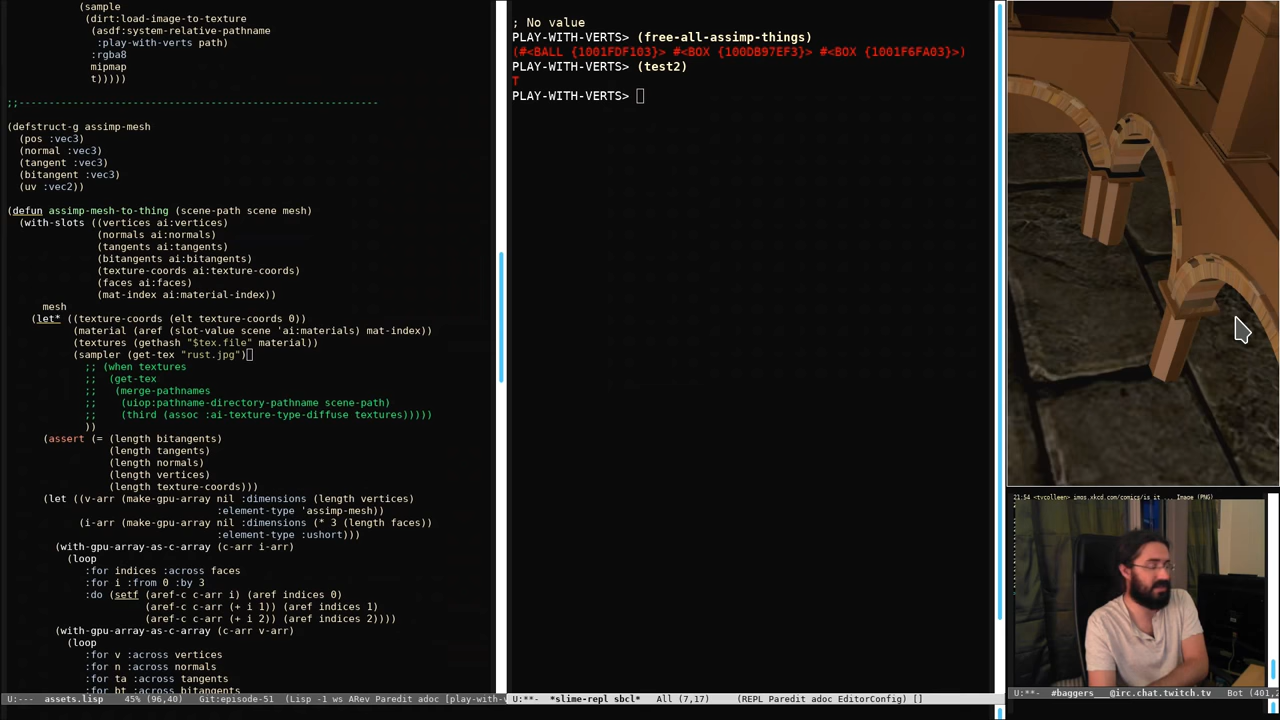 (sample
(dirt:load-image-to-texture
(asdf:system-relative-pathname
:play-with-verts path)
:rgba8
mipmap
t)))))
;;------------------------------------------------------------
(defstruct-g assimp-mesh
(pos :vec3)
(normal :vec3)
(tangent :vec3)
(bitangent :vec3)
(uv :vec2))
(defun assimp-mesh-to-thing (scene-path scene mesh)
(with-slots ((vertices ai:vertices)
(normals ai:normals)
(tangents ai:tangents)
(bitangents ai:bitangents)
(texture-coords ai:texture-coords)
(faces ai:faces)
(mat-index ai:material-index))
mesh
(let* ((texture-coords (elt texture-coords 0))
(material (aref (slot-value scene 'ai:materials) mat-index))
(textures (gethash "$tex.file" material))
(sampler (get-tex "rust.jpg")
;; (when textures
;;  (get-tex
;;   (merge-pathnames
;;    (uiop:pathname-directory-pathname scene-path)
;;    (third (assoc :ai-texture-type-diffuse textures)))))
))
(assert (= (length bitangents)
(length tangents)
(length normals)
(length vertices)
(length texture-coords)))
(let ((v-arr (make-gpu-array nil :dimensions (length vertices)
:element-type 'assimp-mesh))
(i-arr (make-gpu-array nil :dimensions (* 3 (length faces))
:element-type :ushort)))
(with-gpu-array-as-c-array (c-arr i-arr)
(loop
:for indices :across faces
:for i :from 0 :by 3
:do (setf (aref-c c-arr i) (aref indices 0)
(aref-c c-arr (+ i 1)) (aref indices 1)
(aref-c c-arr (+ i 2)) (aref indices 2))))
(with-gpu-array-as-c-array (c-arr v-arr)
(loop
:for v :across vertices
:for n :across normals
:for ta :across tangents
:for bt :across bitangents
U:---  assets.lisp    45% (96,40)   Git:episode-51  (Lisp -1 ws ARev Paredit adoc [play-with-v
; No value
PLAY-WITH-VERTS> (free-all-assimp-things)
(#<BALL {1001FDF103}> #<BOX {100DB97EF3}> #<BOX {1001F6FA03}>)
PLAY-WITH-VERTS> (test2)
T
PLAY-WITH-VERTS>
U:**-  *slime-repl sbcl*   All (7,17)     (REPL Paredit adoc EditorConfig) []
21:54 <tvcolleen> imgs.xkcd.com/comics/is_it ... Image (PNG)
U:**-  #baggers___@irc.chat.twitch.tv   Bot (401,2